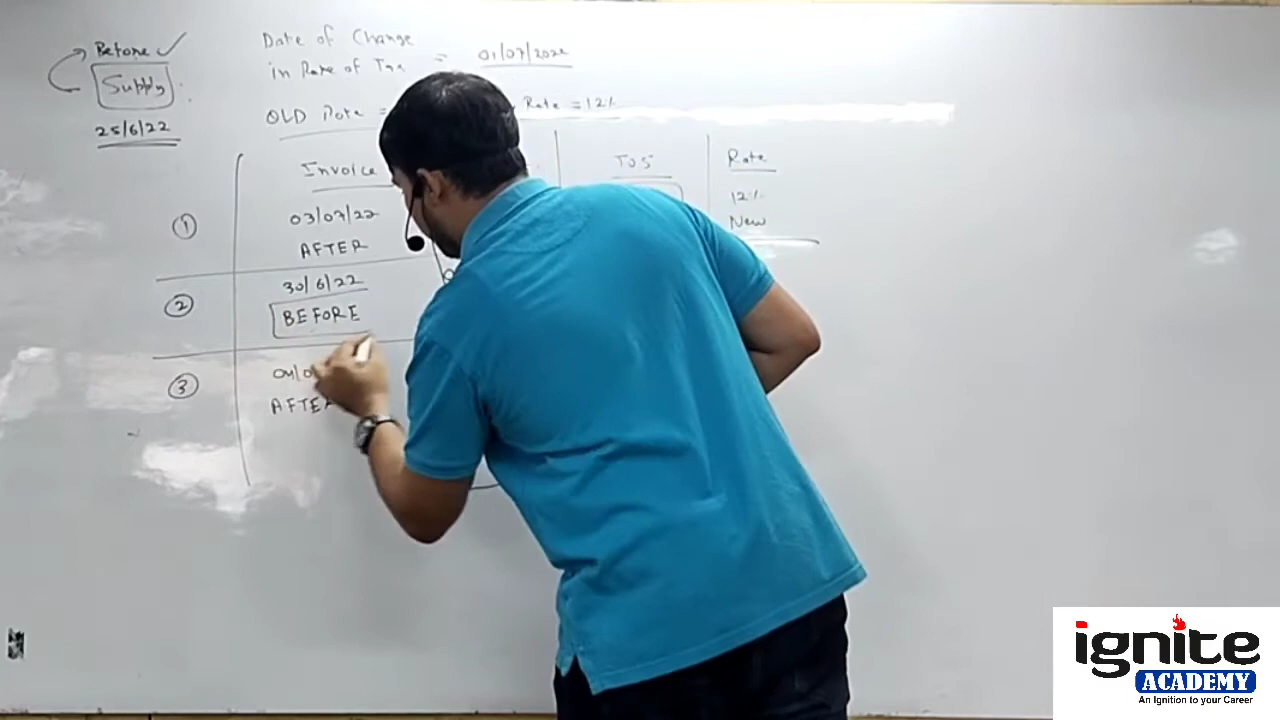 Before ✓
Supply
25/6/22
Date of Change
in Rate of Tax = 01/07/2022
OLD Rate = Rate = 12%
Invoice TOS Rate
① 03/07/22 12%
AFTER New
② 30/6/22
BEFORE
③ 04/0
AFTER
ignite
ACADEMY
An Ignition to your Career